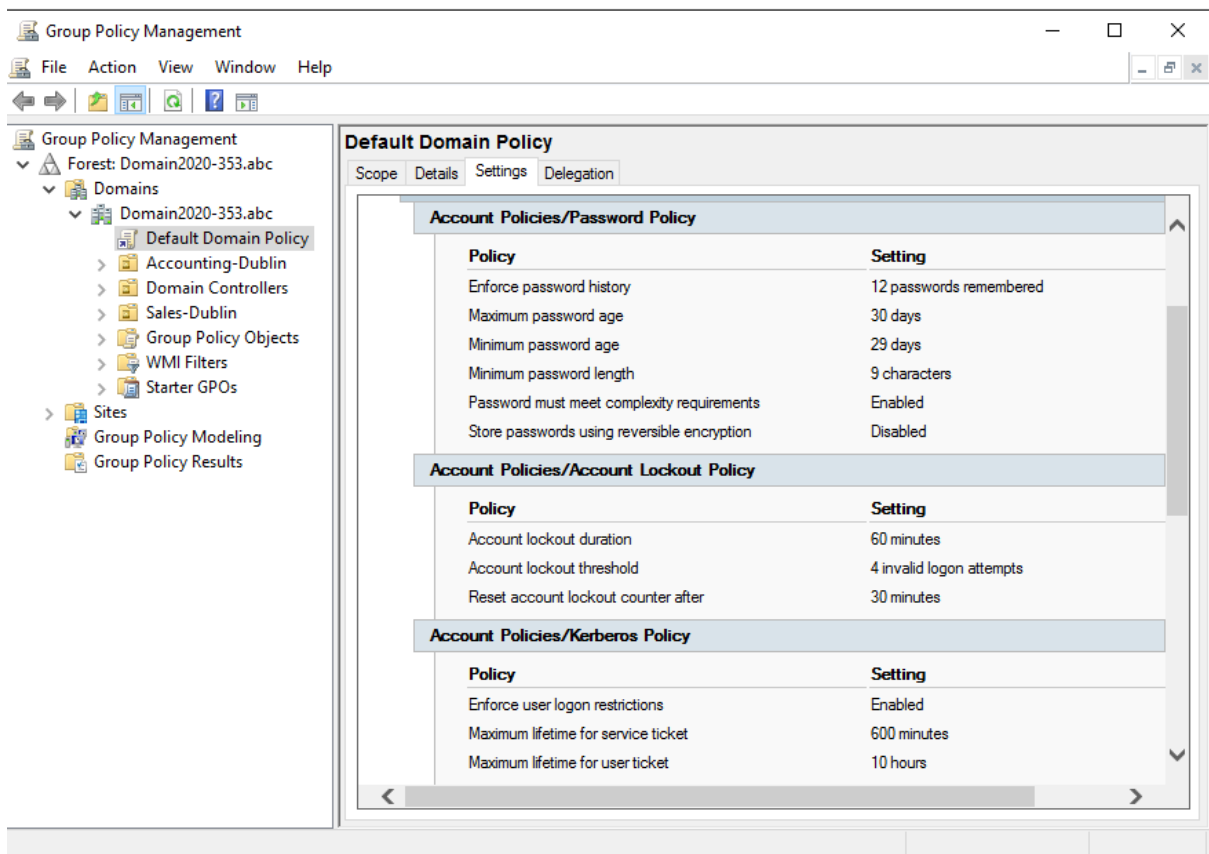 Group Policy Management
File Action View Window Help
Group Policy Management
Forest: Domain2020-353.abc
Domains
Domain2020-353.abc
Default Domain Policy
Accounting-Dublin
Domain Controllers
Sales-Dublin
Group Policy Objects
WMI Filters
Starter GPOs
Sites
Group Policy Modeling
Group Policy Results
Default Domain Policy
Scope Details Settings Delegation
Account Policies/Password Policy
Policy Setting
Enforce password history 12 passwords remembered
Maximum password age 30 days
Minimum password age 29 days
Minimum password length 9 characters
Password must meet complexity requirements Enabled
Store passwords using reversible encryption Disabled
Account Policies/Account Lockout Policy
Policy Setting
Account lockout duration 60 minutes
Account lockout threshold 4 invalid logon attempts
Reset account lockout counter after 30 minutes
Account Policies/Kerberos Policy
Policy Setting
Enforce user logon restrictions Enabled
Maximum lifetime for service ticket 600 minutes
Maximum lifetime for user ticket 10 hours